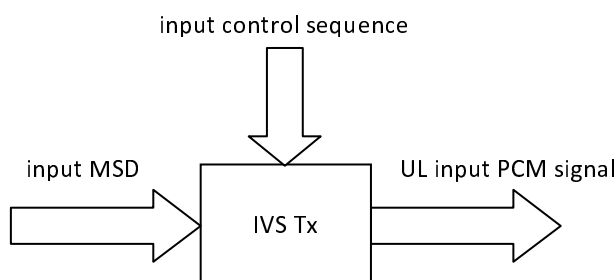 input control sequence
input MSD
UL input PCM signal
IVS Tx